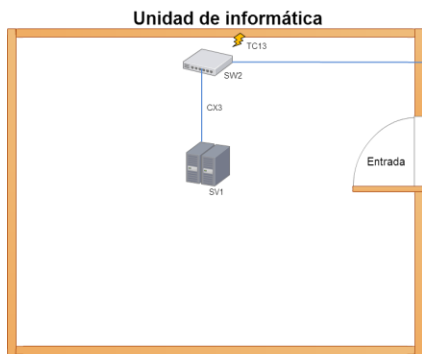 Unidad de informática
TC13
SW2
CX3
Entrada
SV1